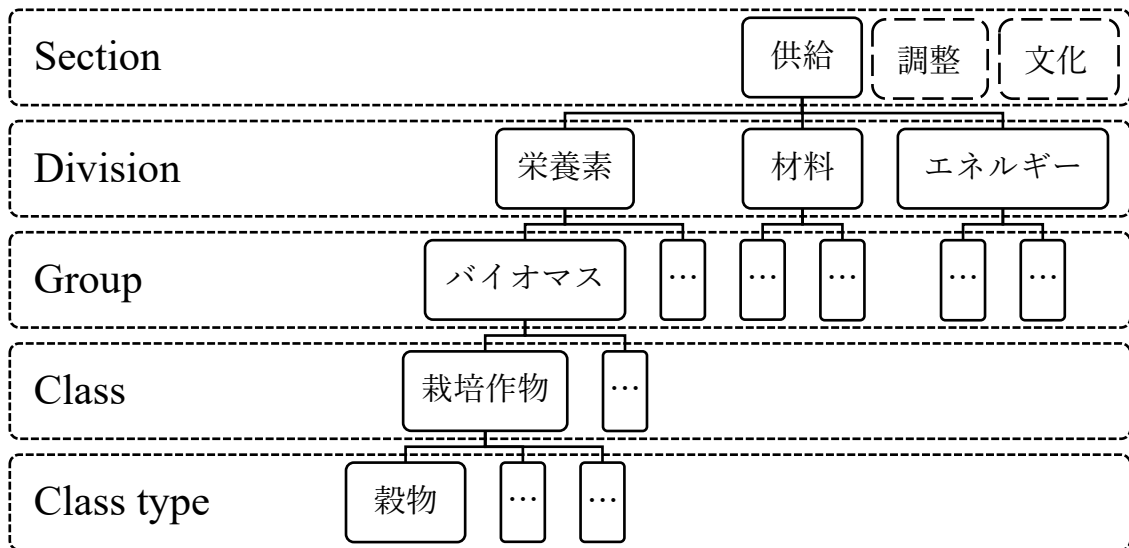 Section 供給 調整 文化
Division 栄養素 材料 エネルギー
Group バイオマス … … … … …
Class 栽培作物 …
Class type 穀物 … …